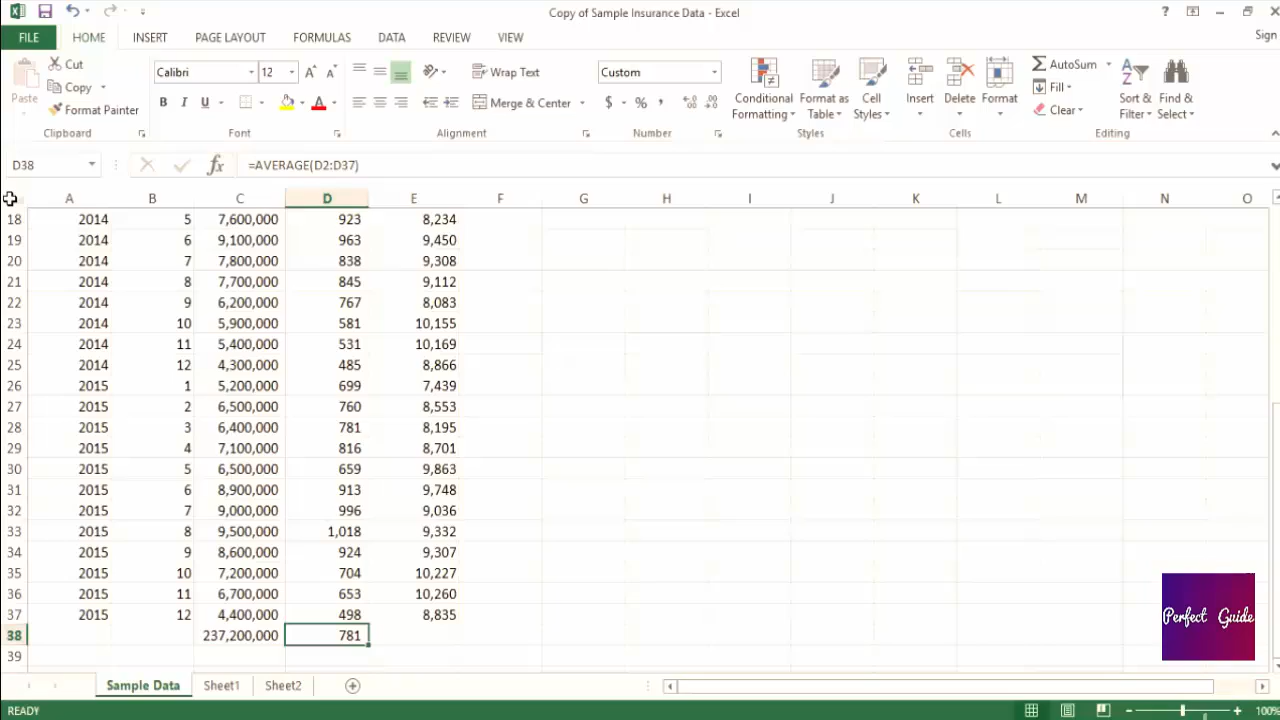 Copy of Sample Insurance Data - Excel
?
Sign
FILE HOME INSERT PAGE LAYOUT FORMULAS DATA REVIEW VIEW
Paste
Cut
Copy
Format Painter
Clipboard
Calibri 12
B I U A
Font
Wrap Text
Merge & Center
Alignment
Custom
$ % ,
Number
Conditional Formatting
Format as Table
Cell Styles
Styles
Insert Delete Format
Cells
AutoSum
Fill
Clear
Sort & Filter
Find & Select
Editing
D38 fx =AVERAGE(D2:D37)
A B C D E F G H I J K L M N O
18 2014 5 7,600,000 923 8,234
19 2014 6 9,100,000 963 9,450
20 2014 7 7,800,000 838 9,308
21 2014 8 7,700,000 845 9,112
22 2014 9 6,200,000 767 8,083
23 2014 10 5,900,000 581 10,155
24 2014 11 5,400,000 531 10,169
25 2014 12 4,300,000 485 8,866
26 2015 1 5,200,000 699 7,439
27 2015 2 6,500,000 760 8,553
28 2015 3 6,400,000 781 8,195
29 2015 4 7,100,000 816 8,701
30 2015 5 6,500,000 659 9,863
31 2015 6 8,900,000 913 9,748
32 2015 7 9,000,000 996 9,036
33 2015 8 9,500,000 1,018 9,332
34 2015 9 8,600,000 924 9,307
35 2015 10 7,200,000 704 10,227
36 2015 11 6,700,000 653 10,260
37 2015 12 4,400,000 498 8,835
38 237,200,000 781
39
Perfect Guide
Sample Data Sheet1 Sheet2
READY
100%